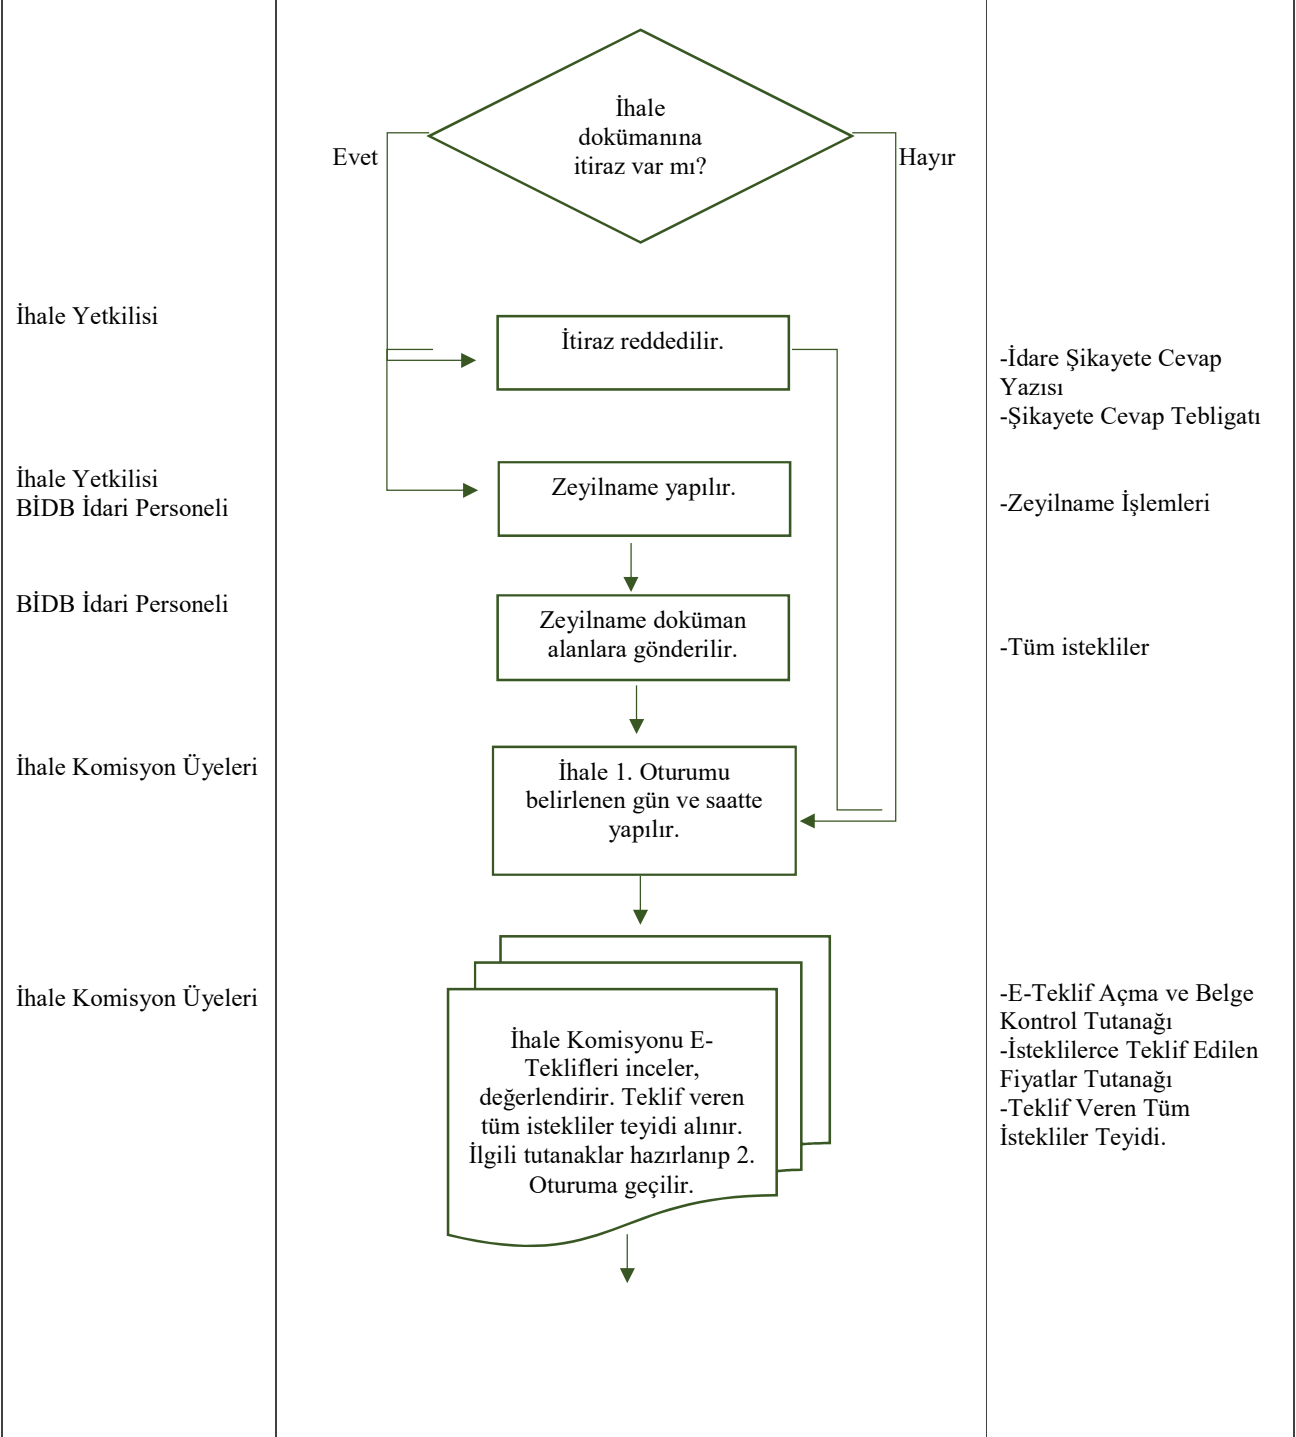 İhale
dokümanına
itiraz var mı?
Evet
Hayır
İhale Yetkilisi
İtiraz reddedilir.
-İdare Şikayete Cevap
Yazısı
-Şikayete Cevap Tebligatı
İhale Yetkilisi
BİDB İdari Personeli
Zeyilname yapılır.
-Zeyilname İşlemleri
BİDB İdari Personeli
Zeyilname doküman
alanlara gönderilir.
-Tüm istekliler
İhale Komisyon Üyeleri
İhale 1. Oturumu
belirlenen gün ve saatte
yapılır.
İhale Komisyon Üyeleri
İhale Komisyonu E-
Teklifleri inceler,
değerlendirir. Teklif veren
tüm istekliler teyidi alınır.
İlgili tutanaklar hazırlanıp 2.
Oturuma geçilir.
-E-Teklif Açma ve Belge
Kontrol Tutanağı
-İsteklilerce Teklif Edilen
Fiyatlar Tutanağı
-Teklif Veren Tüm
İstekliler Teyidi.